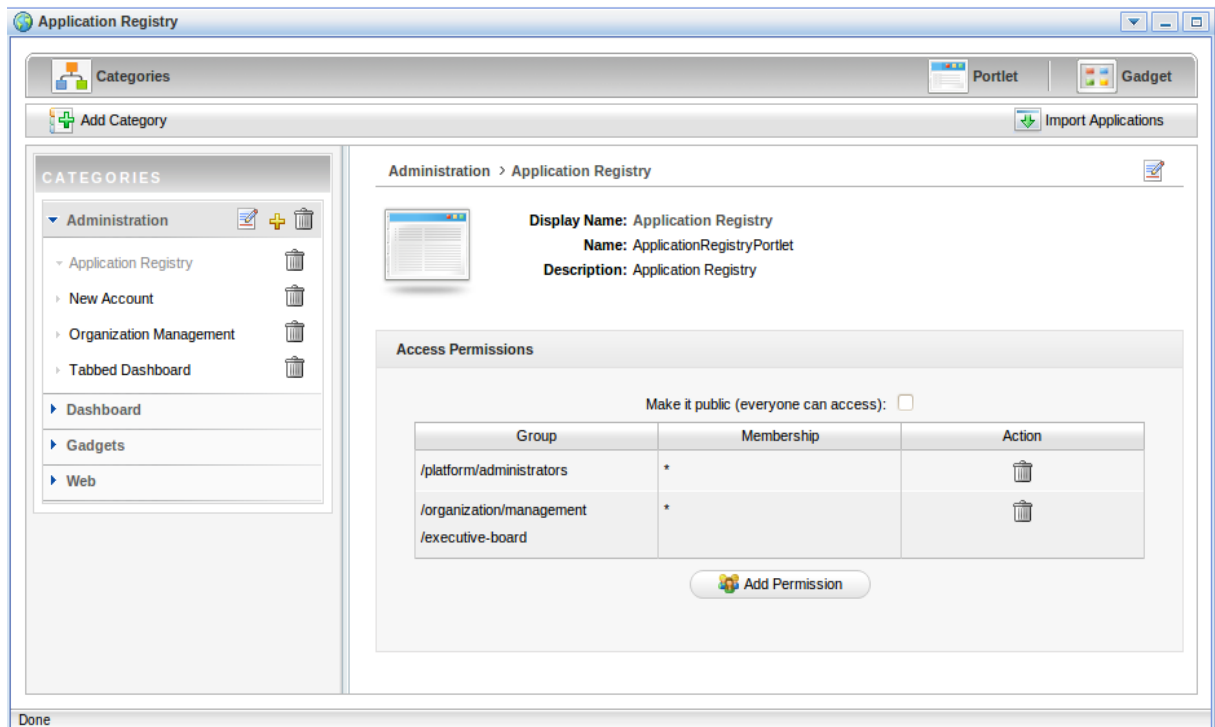 Application Registry
Categories
Portlet
Gadget
Add Category
Import Applications
CATEGORIES
Administration
Application Registry
New Account
Organization Management
Tabbed Dashboard
Dashboard
Gadgets
Web
Administration > Application Registry
Display Name: Application Registry
Name: ApplicationRegistryPortlet
Description: Application Registry
Access Permissions
Make it public (everyone can access):
Group Membership Action
/platform/administrators *
/organization/management *
/executive-board
Add Permission
Done